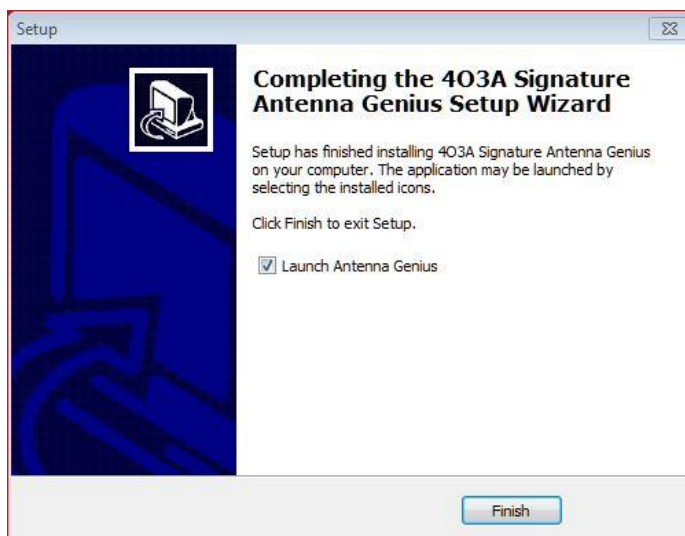 Setup
Completing the 4O3A Signature
Antenna Genius Setup Wizard
Setup has finished installing 4O3A Signature Antenna Genius
on your computer. The application may be launched by
selecting the installed icons.
Click Finish to exit Setup.
Launch Antenna Genius
Finish